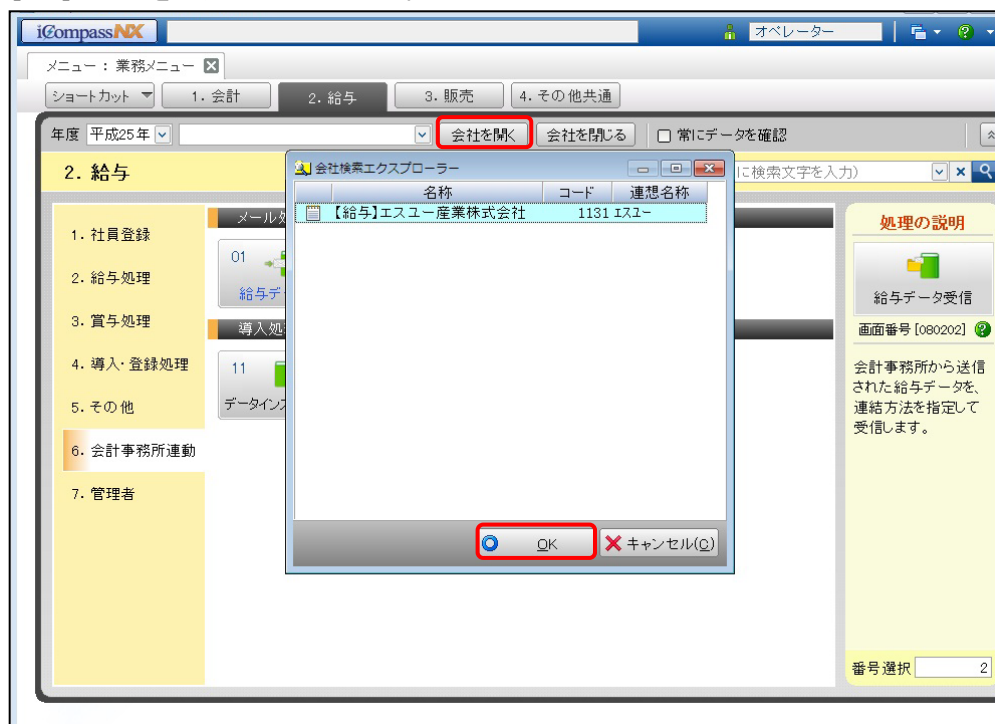 iCompassNX
オペレーター
メニュー : 業務メニュー
ショートカット
1. 会計
2. 給与
3. 販売
4. その他共通
年度 平成25年
会社を開く
会社を閉じる
常にデータを確認
2. 給与
に検索文字を入力)
会社検索エクスプローラー
名称 コード 連想名称
【給与】エスユー産業株式会社 1131 エスユー
OK
キャンセル(C)
1. 社員登録
2. 給与処理
3. 賞与処理
4. 導入・登録処理
5. その他
6. 会計事務所連動
7. 管理者
メール処
01
給与デ
導入処
11
データインス
処理の説明
給与データ受信
画面番号 [080202]
会計事務所から送信
された給与データを、
連結方法を指定して
受信します。
番号選択 2